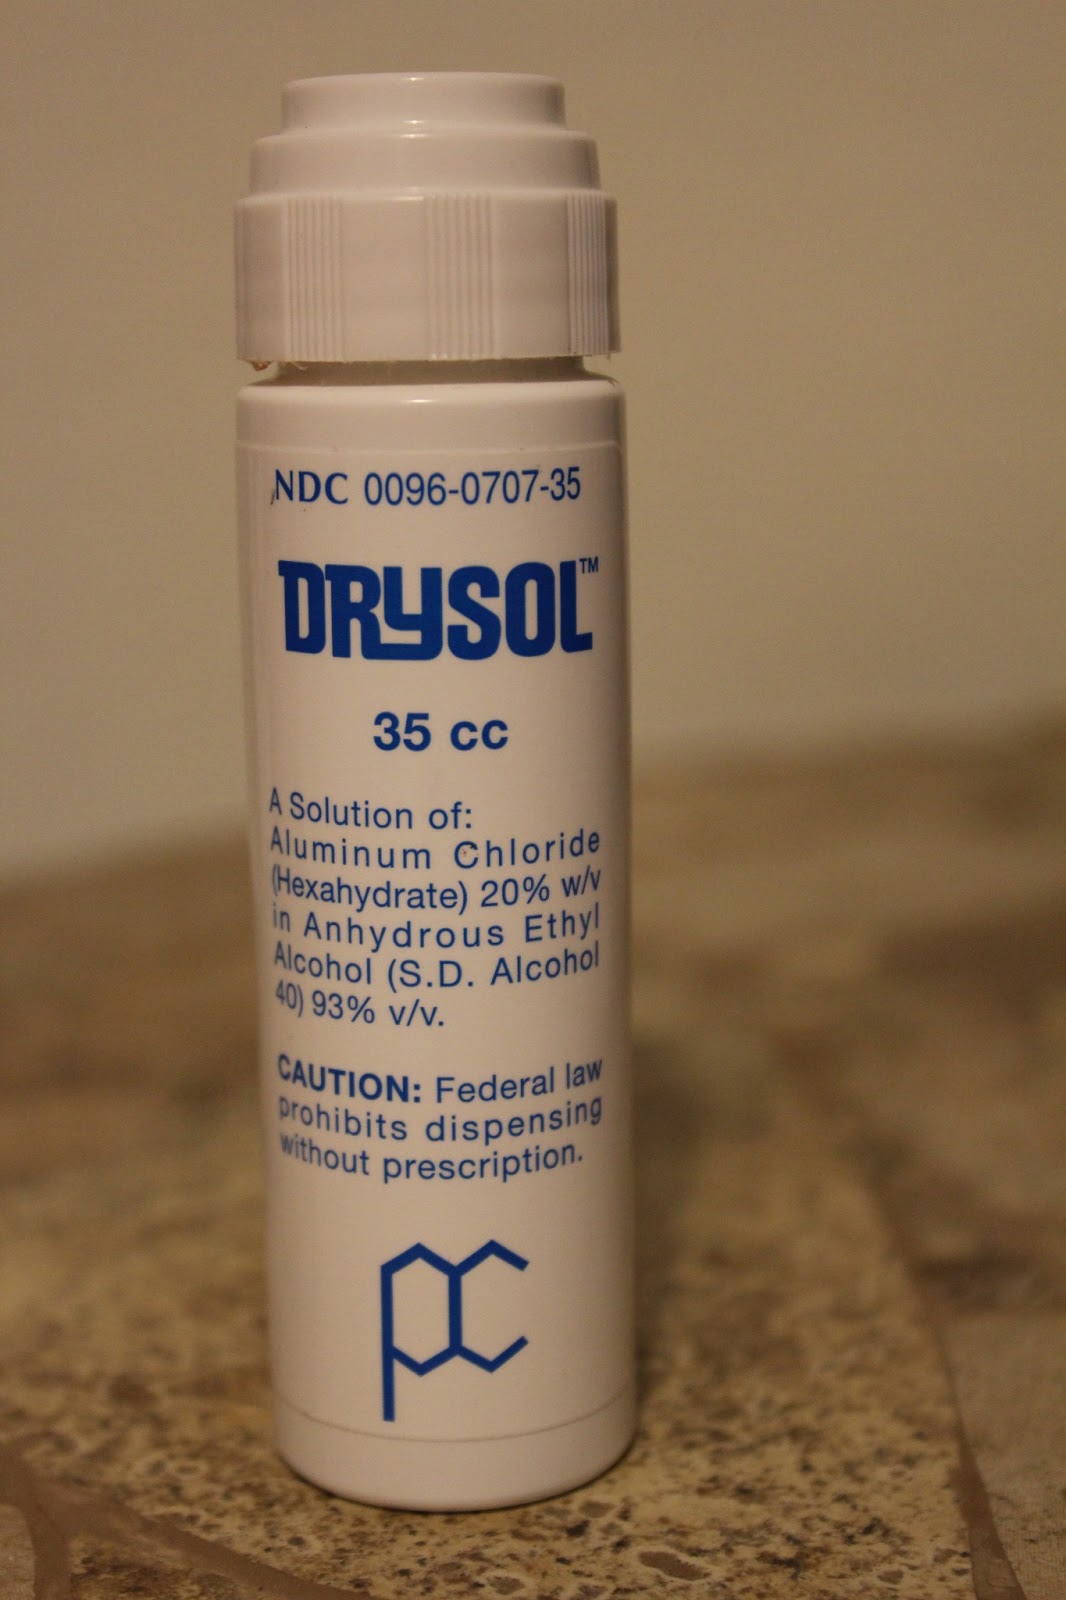 NDC 0096-0707-35
DRYSOL™
35 cc
A Solution of:
Aluminum Chloride
(Hexahydrate) 20% w/v
in Anhydrous Ethyl
Alcohol (S.D. Alcohol
40) 93% v/v.
CAUTION: Federal law
prohibits dispensing
without prescription.
PC